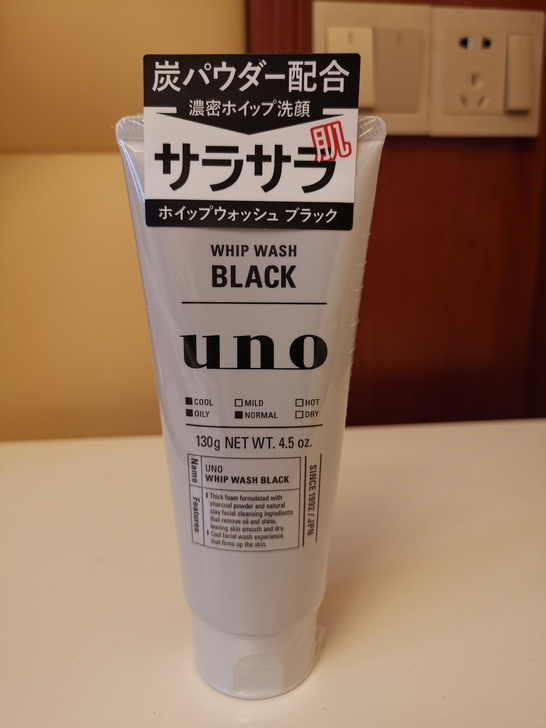 炭パウダー配合
濃密ホイップ洗顔
サラサラ肌
ホイップウォッシュ ブラック
WHIP WASH
BLACK
uno
COOL MILD HOT
OILY NORMAL DRY
130g NET WT. 4.5 oz.
Name
UNO
WHIP WASH BLACK
Features
Thick foam formulated with
charcoal powder and natural
clay facial cleansing ingredients
that remove oil and shine,
leaving skin smooth and dry.
Cool facial wash experience
that firms up the skin.
SINCE 1992 / JPN